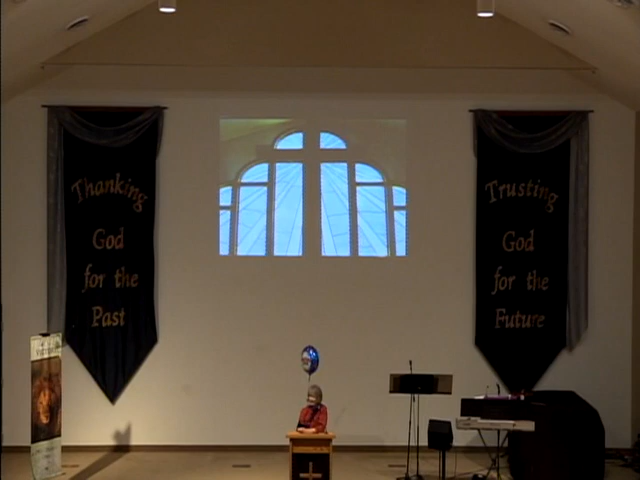 Thanking
God
for the
Past
Trusting
God
for the
Future